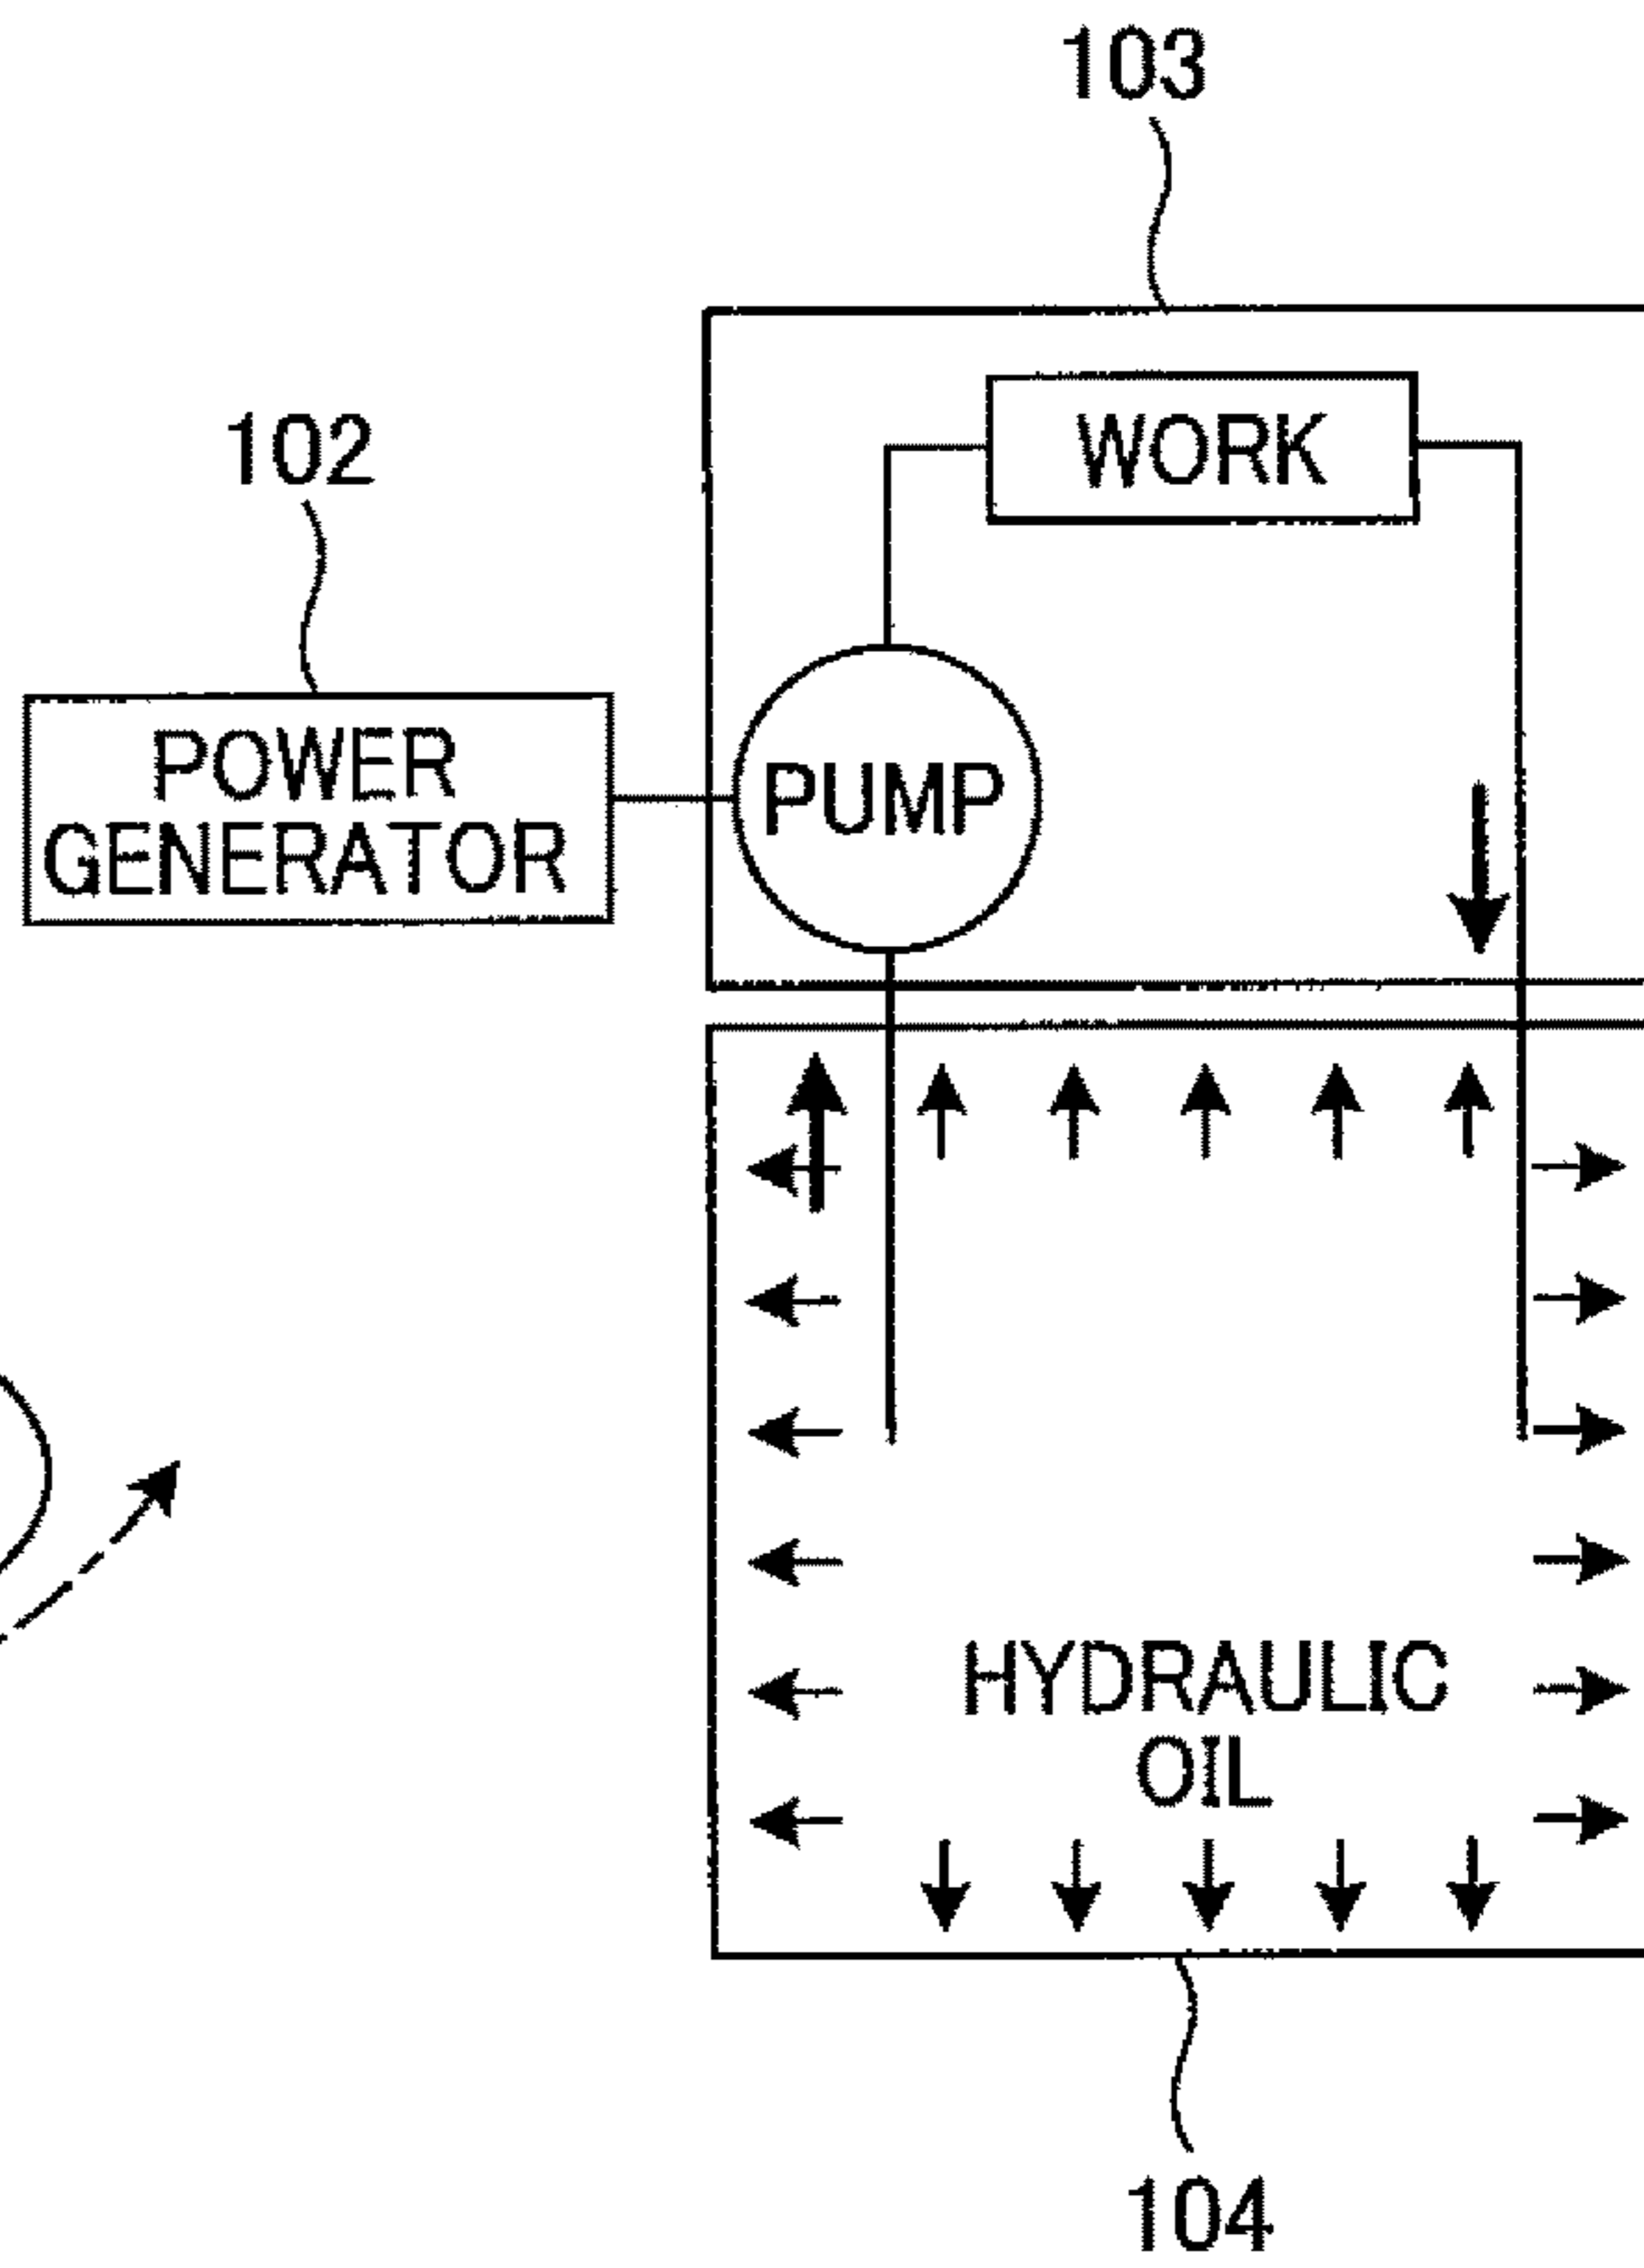 103
WORK
102
POWER
GENERATOR
PUMP
HYDRAULIC
OIL
104